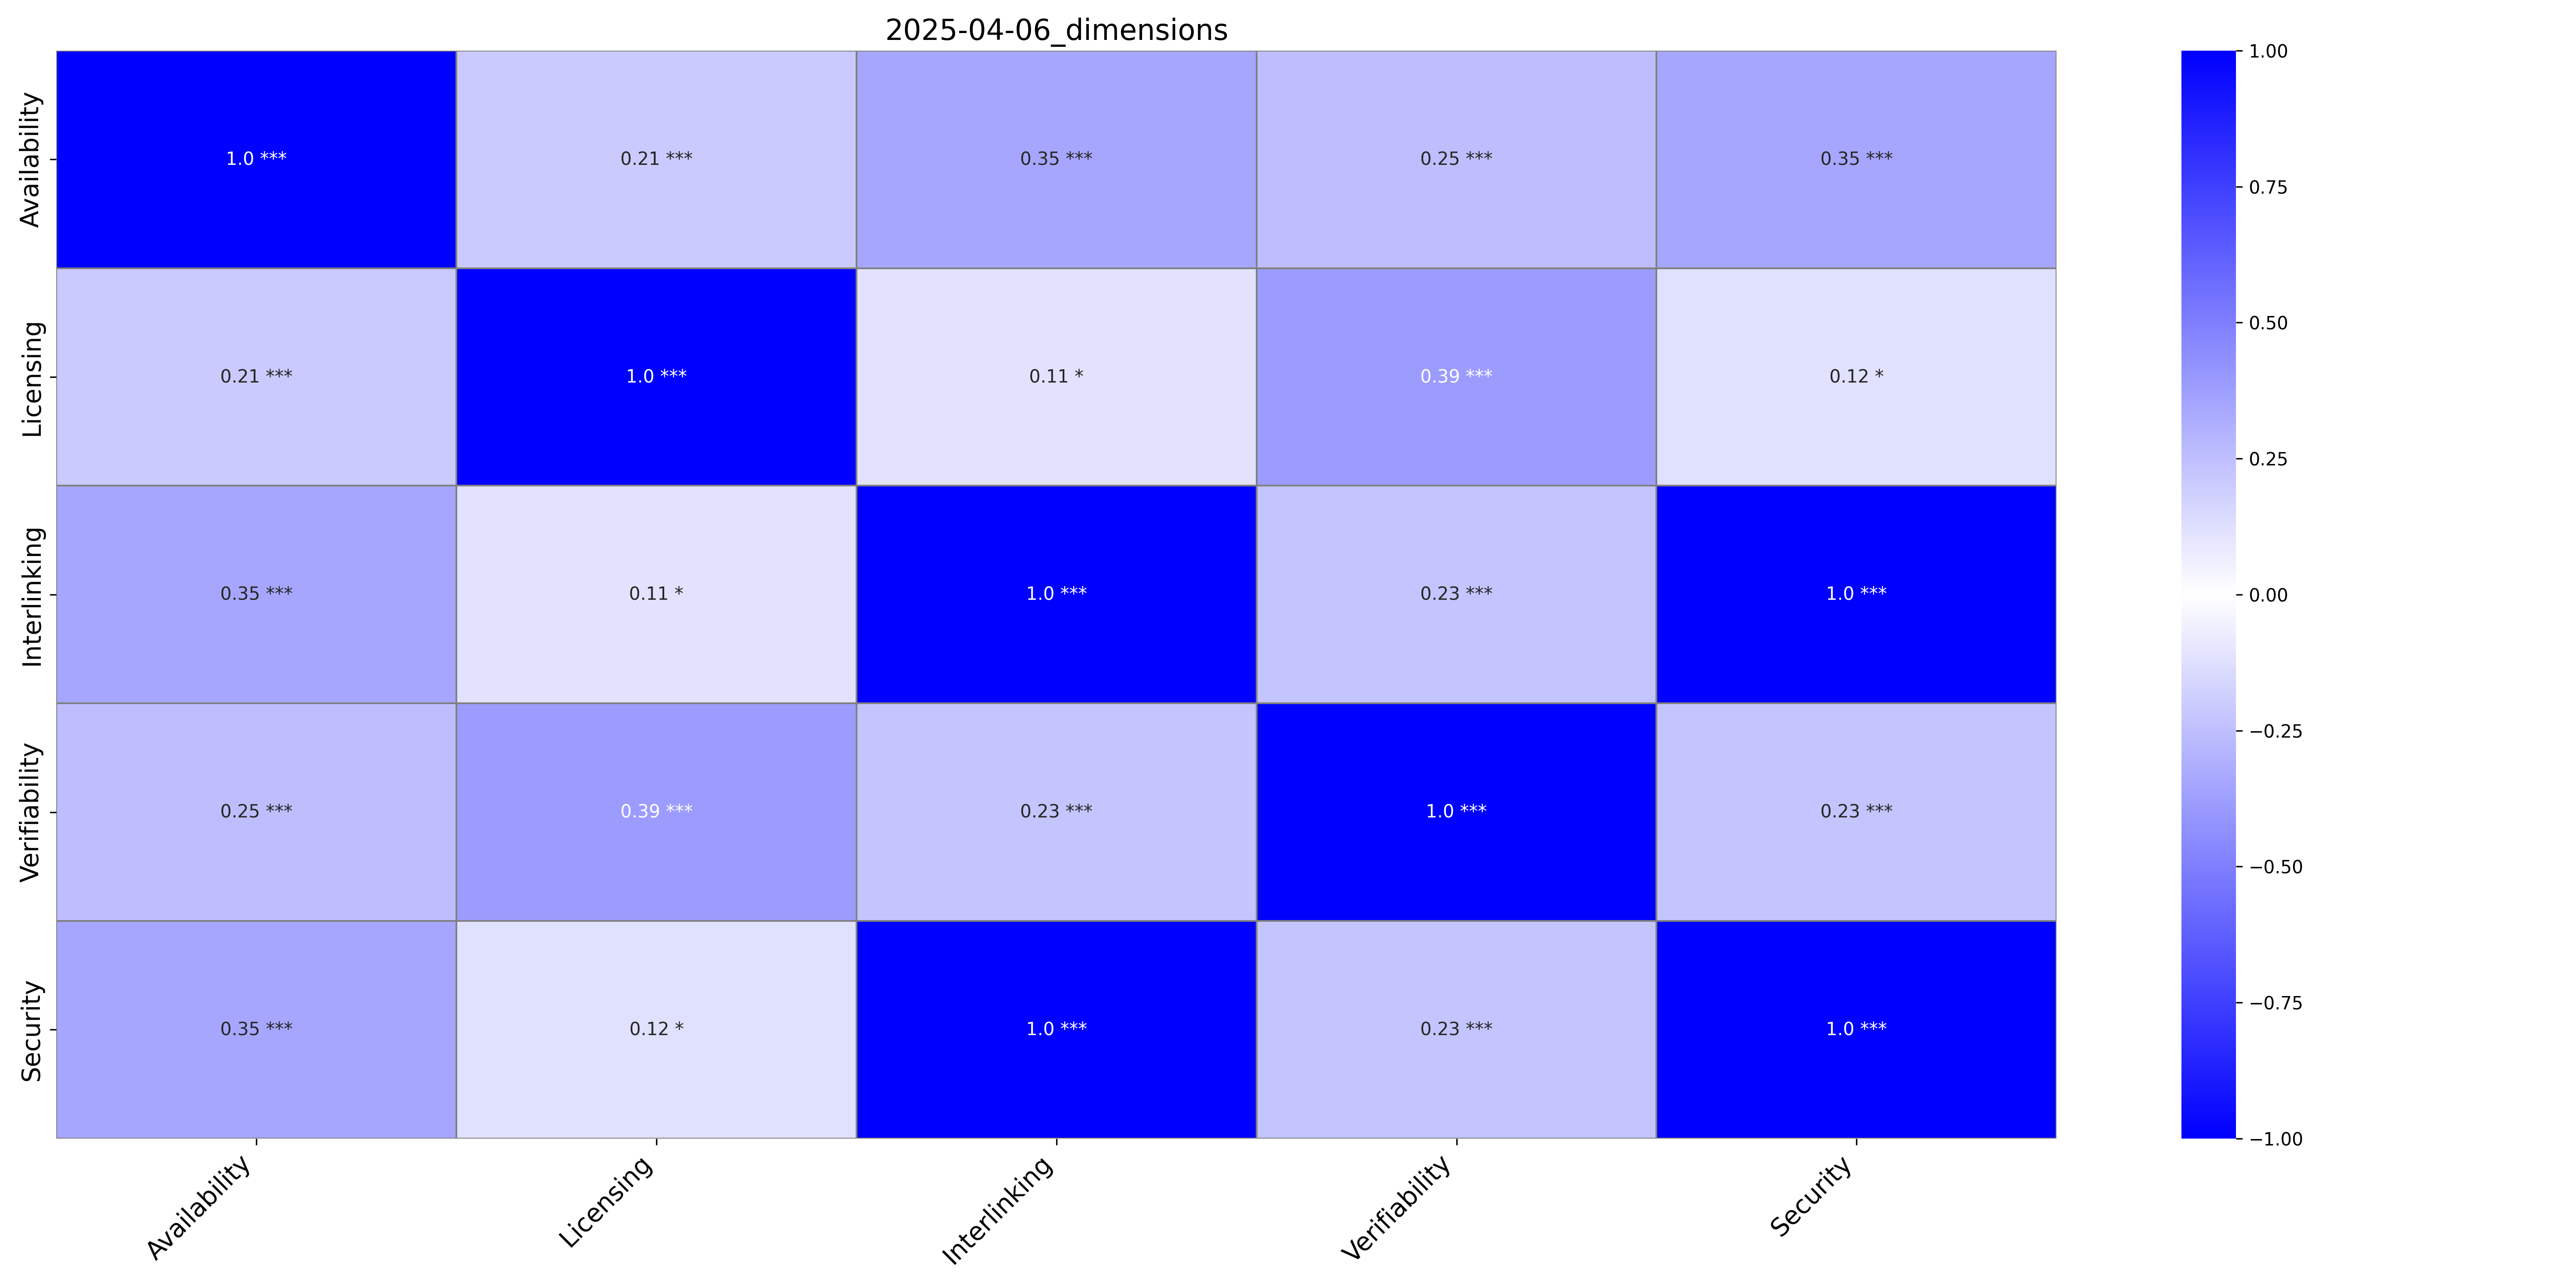 2025-04-06_dimensions
Availability 1.0 *** 0.21 *** 0.35 *** 0.25 *** 0.35 ***
Licensing 0.21 *** 1.0 *** 0.11 * 0.39 *** 0.12 *
Interlinking 0.35 *** 0.11 * 1.0 *** 0.23 *** 1.0 ***
Verifiability 0.25 *** 0.39 *** 0.23 *** 1.0 *** 0.23 ***
Security 0.35 *** 0.12 * 1.0 *** 0.23 *** 1.0 ***
Availability Licensing Interlinking Verifiability Security
1.00
0.75
0.50
0.25
0.00
−0.25
−0.50
−0.75
−1.00